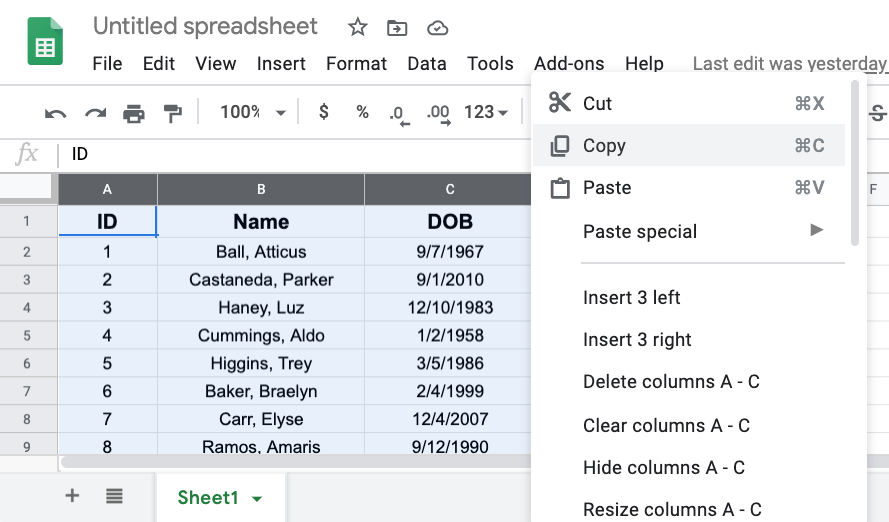 Untitled spreadsheet
File Edit View Insert Format Data Tools Add-ons Help Last edit was yesterday
100% $ % .0 .00 123 S
fx ID
A B C F
1 ID Name DOB
2 1 Ball, Atticus 9/7/1967
3 2 Castaneda, Parker 9/1/2010
4 3 Haney, Luz 12/10/1983
5 4 Cummings, Aldo 1/2/1958
6 5 Higgins, Trey 3/5/1986
7 6 Baker, Braelyn 2/4/1999
8 7 Carr, Elyse 12/4/2007
9 8 Ramos, Amaris 9/12/1990
Sheet1
Cut ⌘X
Copy ⌘C
Paste ⌘V
Paste special
Insert 3 left
Insert 3 right
Delete columns A - C
Clear columns A - C
Hide columns A - C
Resize columns A - C